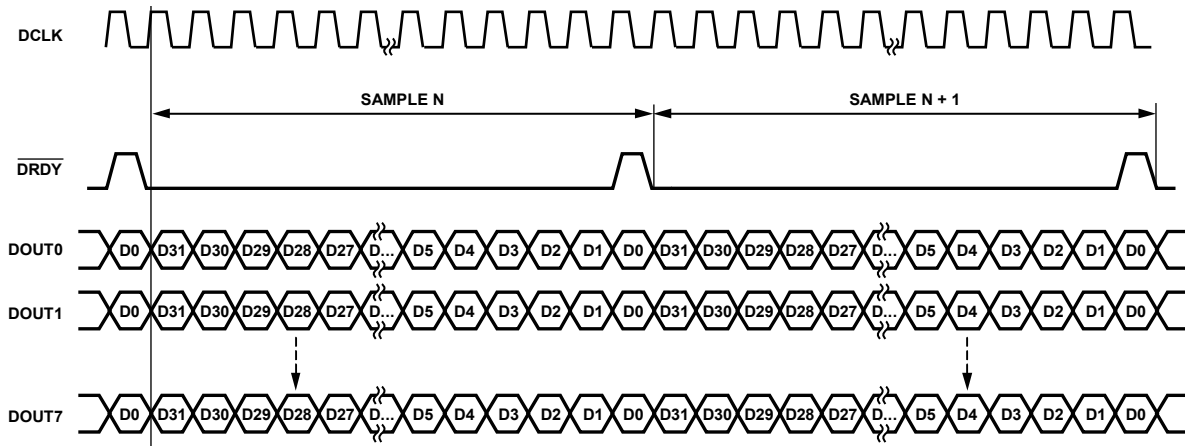 DCLK
SAMPLE N SAMPLE N + 1
DRDY
DOUT0 D0 D31 D30 D29 D28 D27 D... D5 D4 D3 D2 D1 D0 D31 D30 D29 D28 D27 D... D5 D4 D3 D2 D1 D0
DOUT1 D0 D31 D30 D29 D28 D27 D... D5 D4 D3 D2 D1 D0 D31 D30 D29 D28 D27 D... D5 D4 D3 D2 D1 D0
DOUT7 D0 D31 D30 D29 D28 D27 D... D5 D4 D3 D2 D1 D0 D31 D30 D29 D28 D27 D... D5 D4 D3 D2 D1 D0